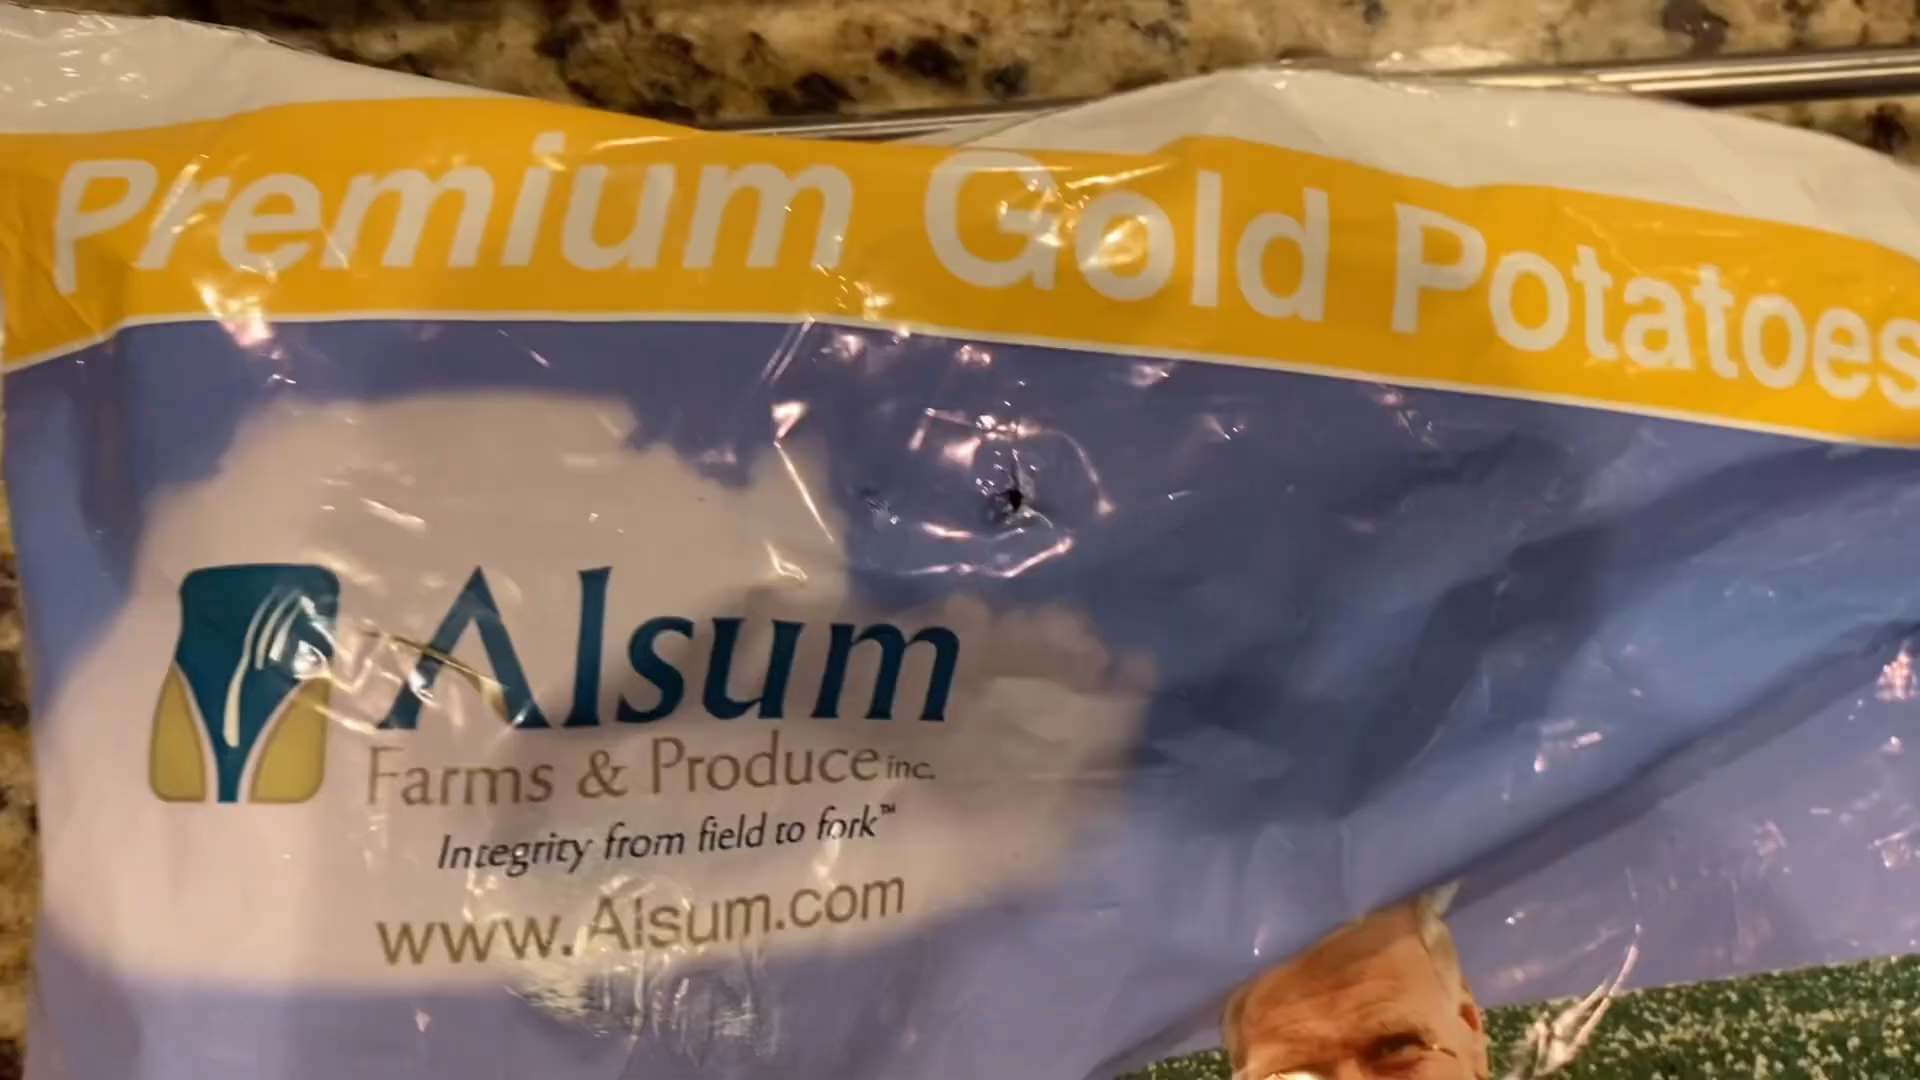 Premium Gold Potatoes
Alsum
Farms & Produce inc.
Integrity from field to fork™
www.Alsum.com